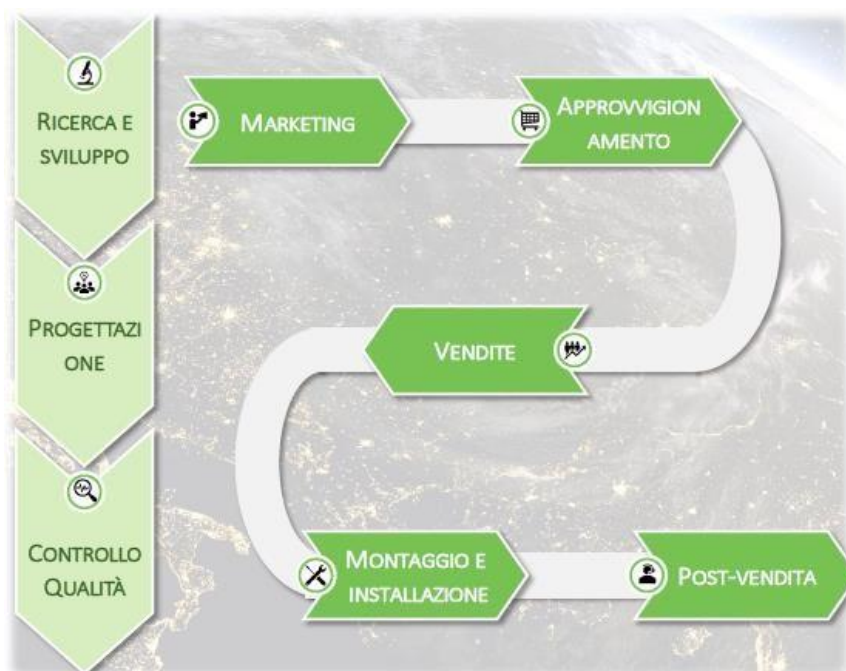 RICERCA E
SVILUPPO
MARKETING
APPROVVIGION
AMENTO
PROGETTAZI
ONE
VENDITE
CONTROLLO
QUALITÀ
MONTAGGIO E
INSTALLAZIONE
POST-VENDITA